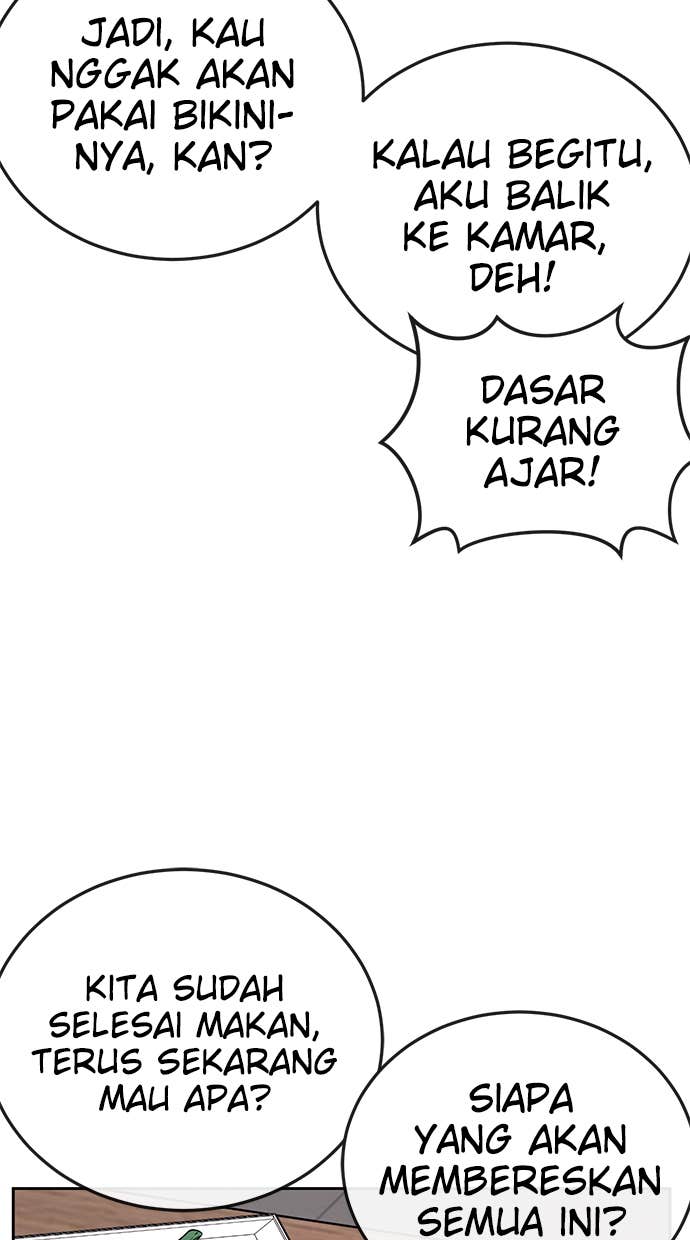 JADI, KAU
NGGAK AKAN
PAKAI BIKINI-
NYA, KAN?
KALAU BEGITU,
AKU BALIK
KE KAMAR,
DEH!
DASAR
KURANG
AJAR!
KITA SUDAH
SELESAI MAKAN,
TERUS SEKARANG
MAU APA?
SIAPA
YANG AKAN
MEMBERESKAN
SEMUA INI?